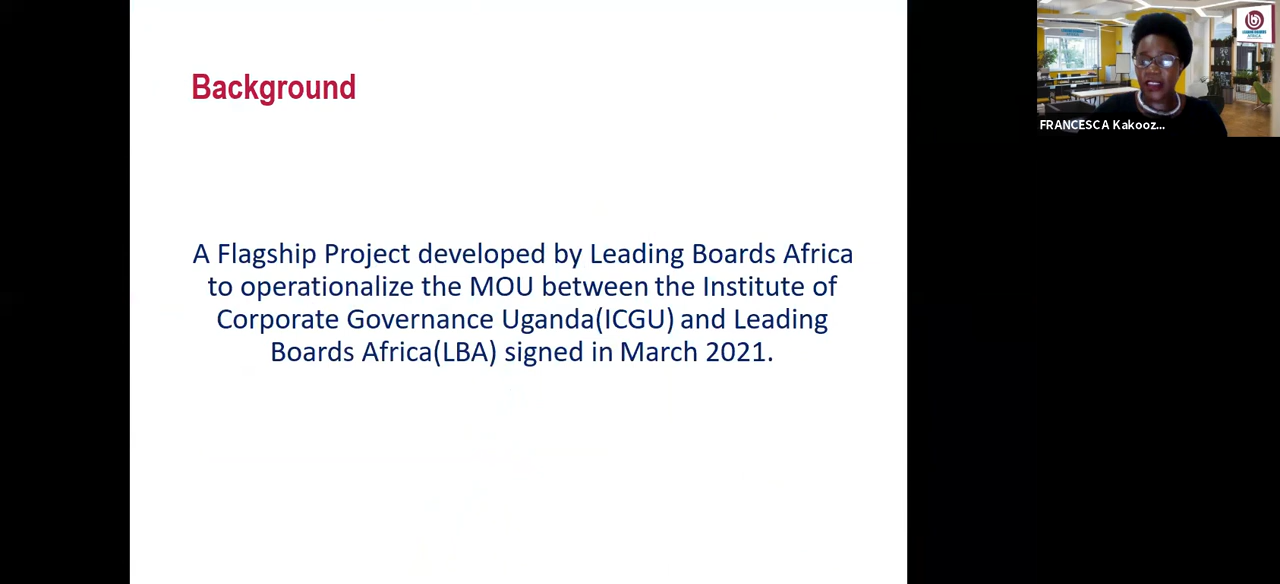 Background
A Flagship Project developed by Leading Boards Africa
to operationalize the MOU between the Institute of
Corporate Governance Uganda(ICGU) and Leading
Boards Africa(LBA) signed in March 2021.
FRANCESCA Kakooz...